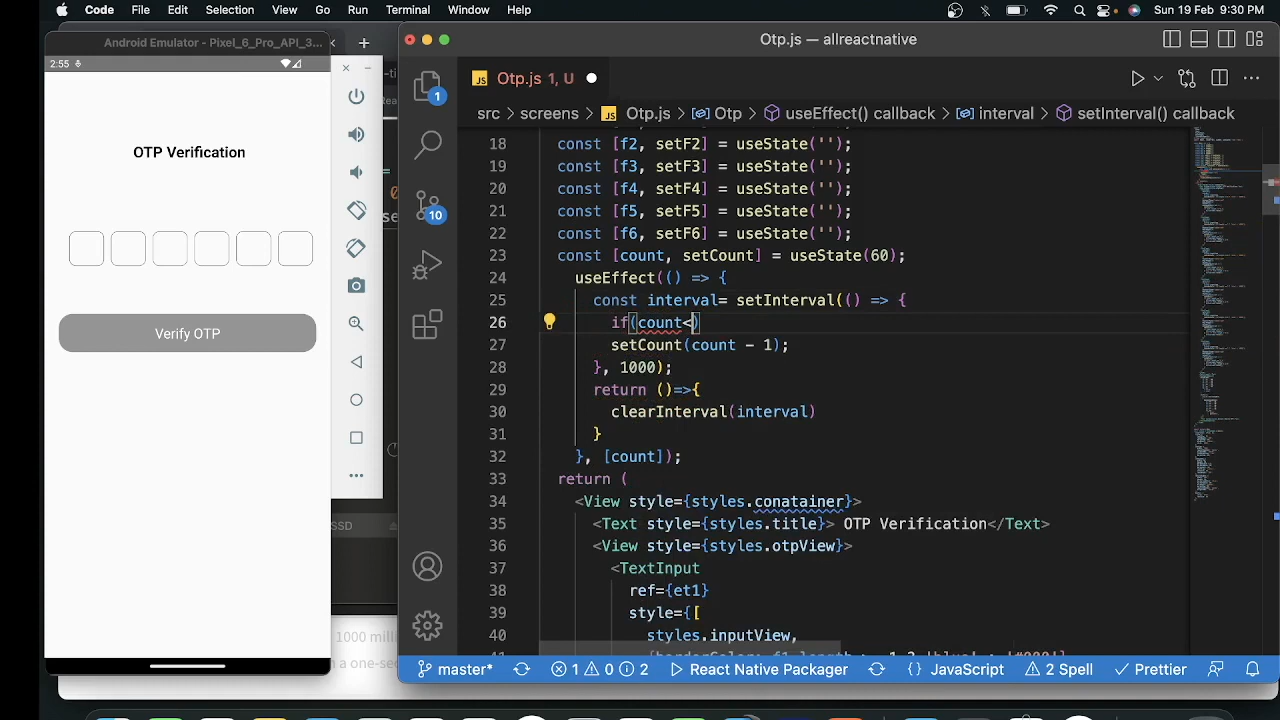 Code File Edit Selection View Go Run Terminal Window Help Sun 19 Feb 9:30 PM
Android Emulator - Pixel_6_Pro_API_3...
2:55
OTP Verification
Verify OTP
SSD
1000 milli
n a one-sec
Otp.js — allreactnative
Otp.js 1, U
src > screens > Otp.js > Otp > useEffect() callback > interval > setInterval() callback
1
10
18 const [f2, setF2] = useState('');
19 const [f3, setF3] = useState('');
20 const [f4, setF4] = useState('');
21 const [f5, setF5] = useState('');
22 const [f6, setF6] = useState('');
23 const [count, setCount] = useState(60);
24 useEffect(() => {
25 const interval= setInterval(() => {
26 if(count<)
27 setCount(count - 1);
28 }, 1000);
29 return ()=>{
30 clearInterval(interval)
31 }
32 }, [count]);
33 return (
34 <View style={styles.conatainer}>
35 <Text style={styles.title}> OTP Verification</Text>
36 <View style={styles.otpView}>
37 <TextInput
38 ref={et1}
39 style={[
40 styles.inputView,
master* 1 0 2 React Native Packager {} JavaScript 2 Spell Prettier